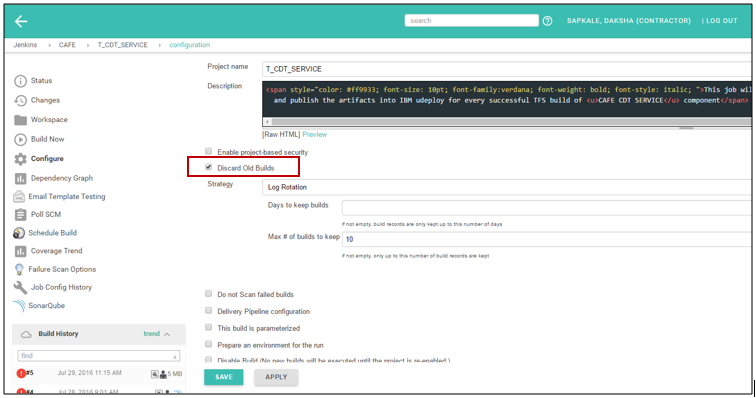 search
SAPKALE, DAKSHA (CONTRACTOR) | LOG OUT
Jenkins > CAFE > T_CDT_SERVICE > configuration
Status
Changes
Workspace
Build Now
Configure
Dependency Graph
Email Template Testing
Poll SCM
Schedule Build
Coverage Trend
Failure Scan Options
Job Config History
SonarQube
Build History trend
find x
#5 Jul 29, 2016 11:15 AM 5 MB
#4 Jul 28, 2016 9:01 AM
Project name T_CDT_SERVICE
Description <span style="color: #ff9933; font-size: 10pt; font-family:verdana; font-weight: bold; font-style: italic; ">This job wil
and publish the artifacts into IBM udeploy for every successful TFS build of <u>CAFE CDT SERVICE</u> component</span>
[Raw HTML] Preview
Enable project-based security
Discard Old Builds
Strategy Log Rotation
Days to keep builds
if not empty, build records are only kept up to this number of days
Max # of builds to keep 10
if not empty, only up to this number of build records are kept
Do not Scan failed builds
Delivery Pipeline configuration
This build is parameterized
Prepare an environment for the run
Disable Build (No new builds will be executed until the project is re-enabled.)
SAVE APPLY